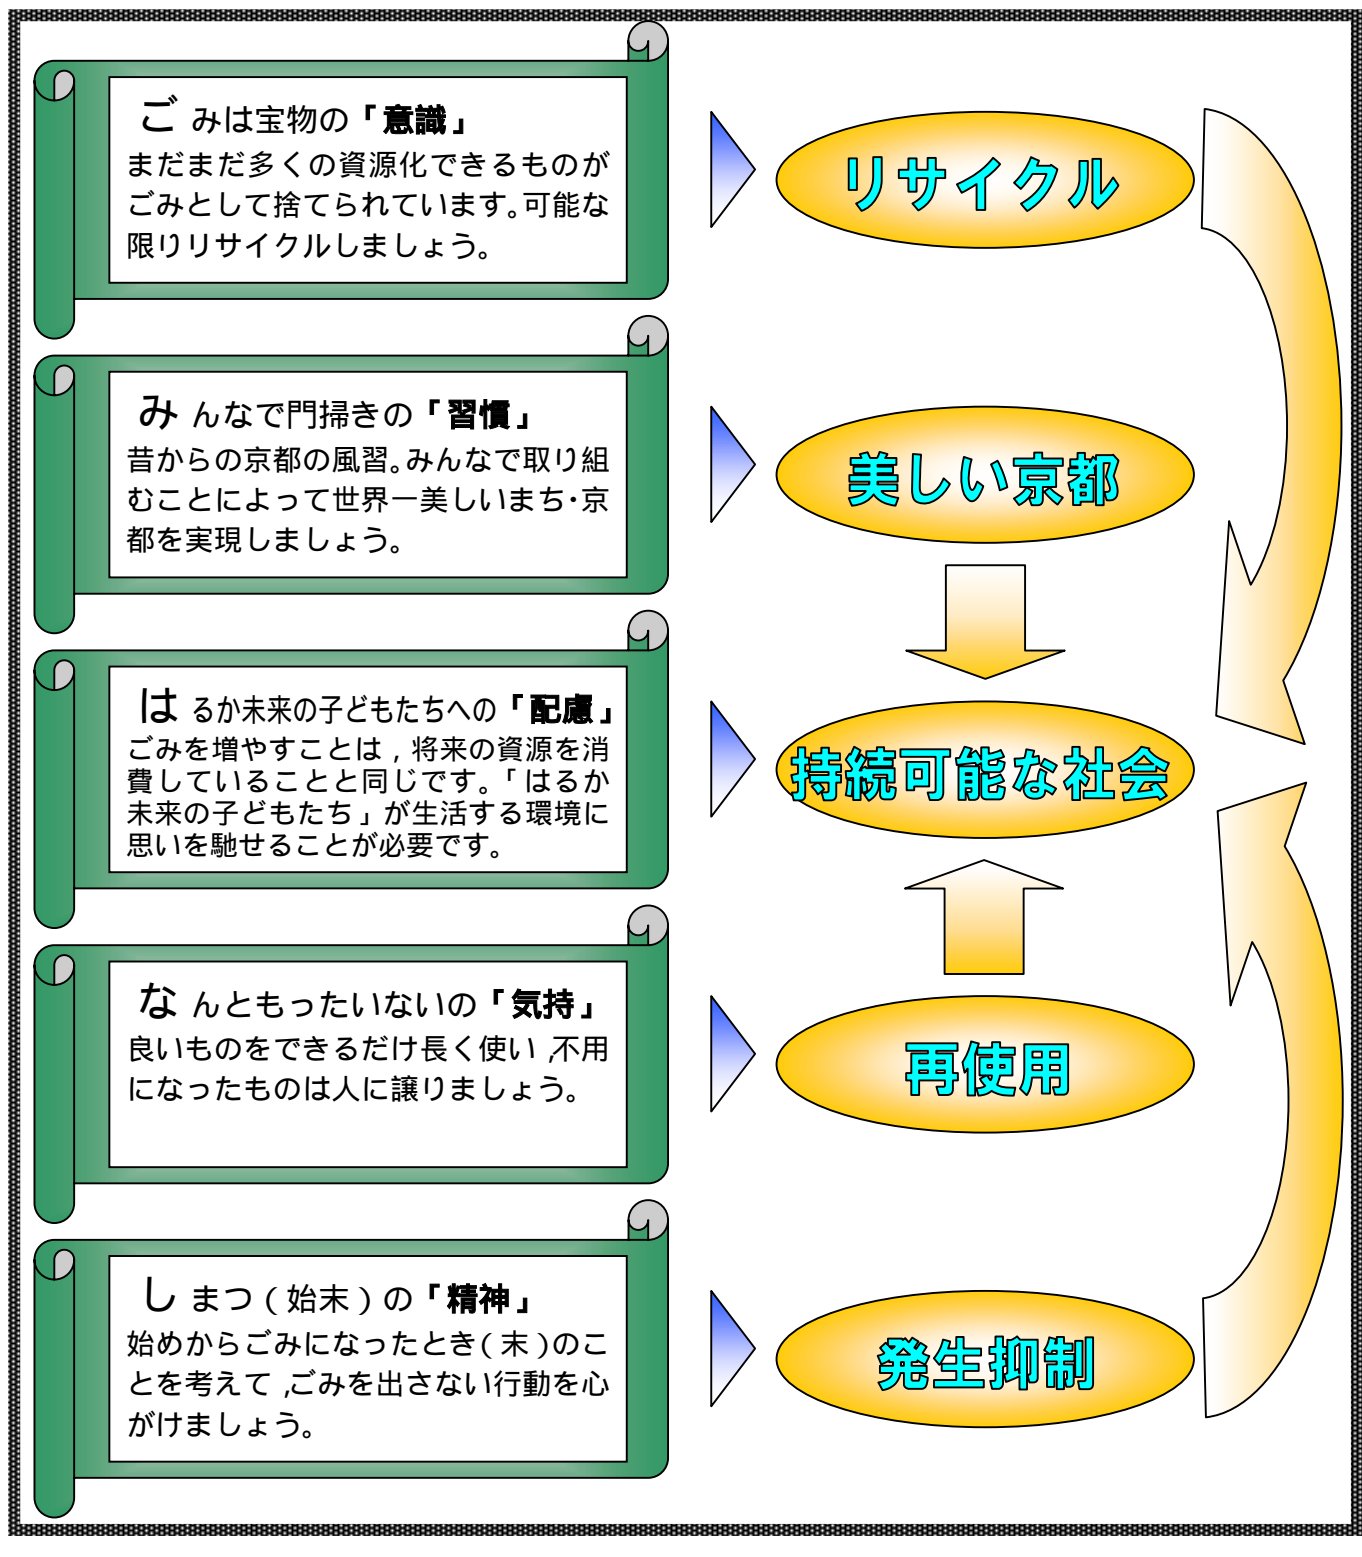 ごみは宝物の「意識」
まだまだ多くの資源化できるものが
ごみとして捨てられています。可能な
限りリサイクルしましょう。
リサイクル
みんなで門掃きの「習慣」
昔からの京都の風習。みんなで取り組
むことによって世界一美しいまち・京
都を実現しましょう。
美しい京都
はるか未来の子どもたちへの「配慮」
ごみを増やすことは，将来の資源を消
費していることと同じです。「はるか
未来の子どもたち」が生活する環境に
思いを馳せることが必要です。
持続可能な社会
なんともったいないの「気持」
良いものをできるだけ長く使い，不用
になったものは人に譲りましょう。
再使用
しまつ（始末）の「精神」
始めからごみになったとき（末）のこ
とを考えて，ごみを出さない行動を心
がけましょう。
発生抑制